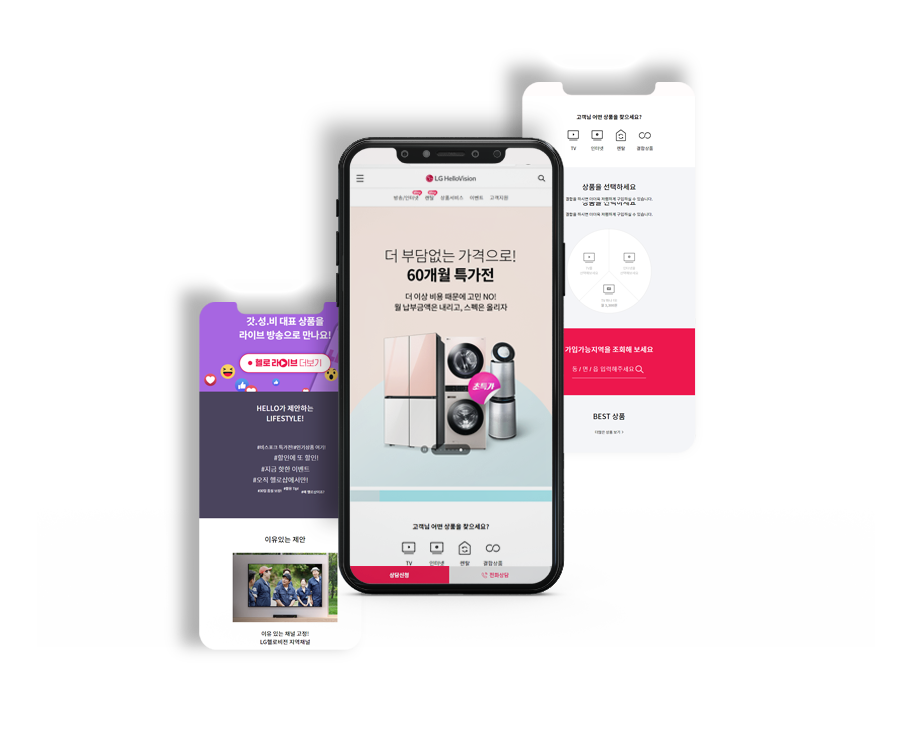 갓.성.비 대표 상품을
라이브 방송으로 만나요!
헬로 라이브 더보기
HELLO가 제안하는
LIFESTYLE!
#할인에 또 할인!
#지금 핫한 이벤트
#오직 헬로샵에서만!
이유있는 제안
이유 있는 채널 고정!
LG헬로비전 지역채널
LG HelloVision
방송/인터넷 렌탈 상품서비스 이벤트 고객지원
더 부담없는 가격으로!
60개월 특가전
더 이상 비용 때문에 고민 NO!
월 납부금액은 내리고, 스펙은 올리자
초특가
고객님 어떤 상품을 찾으세요?
TV 인터넷 렌탈 결합상품
상담신청 전화상담
고객님 어떤 상품을 찾으세요?
TV 인터넷 렌탈 결합상품
상품을 선택하세요
가입가능지역을 조회해 보세요
동 / 면 / 읍 입력해주세요
BEST 상품